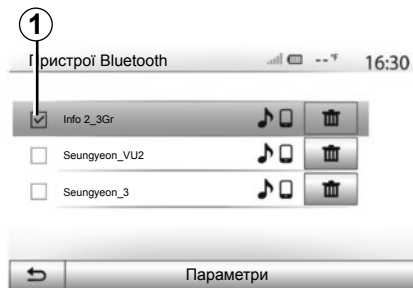 1
Пристрої Bluetooth -- °F 16:30
Info 2_3Gr
Seungyeon_VU2
Seungyeon_3
Параметри